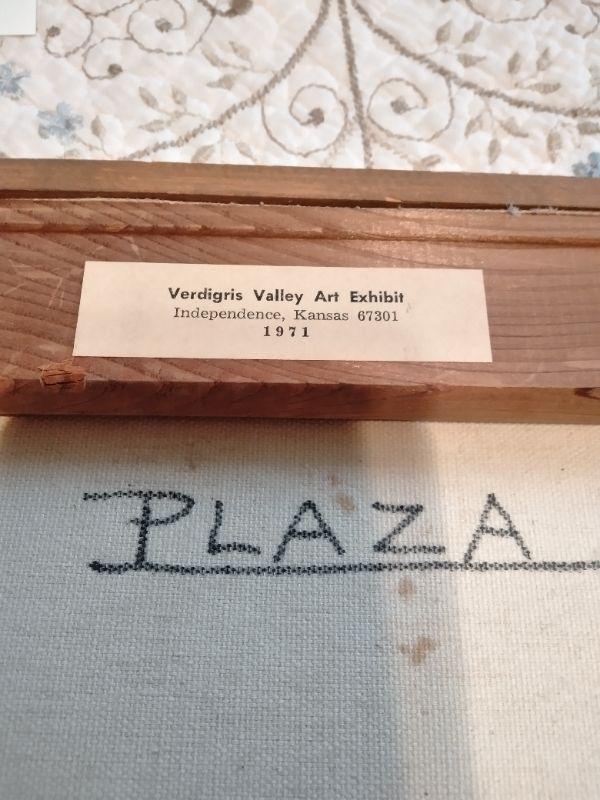 Verdigris Valley Art Exhibit
Independence, Kansas 67301
1971
PLAZA